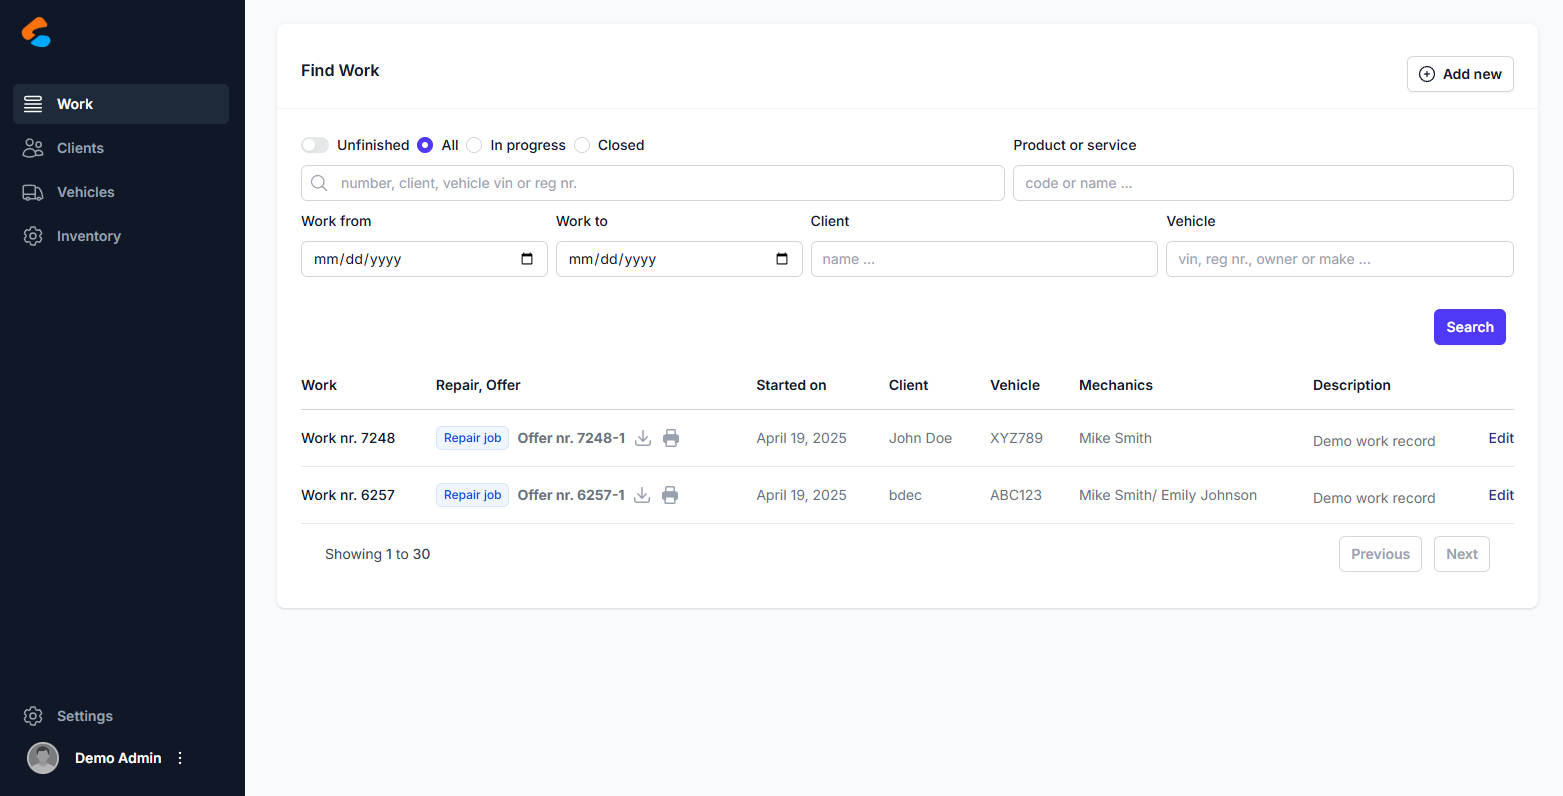 Work
Clients
Vehicles
Inventory
Settings
Demo Admin
Find Work
Add new
Unfinished All In progress Closed
Product or service
number, client, vehicle vin or reg nr.
code or name ...
Work from Work to Client Vehicle
mm/dd/yyyy mm/dd/yyyy name ... vin, reg nr., owner or make ...
Search
Work Repair, Offer Started on Client Vehicle Mechanics Description
Work nr. 7248 Repair job Offer nr. 7248-1 April 19, 2025 John Doe XYZ789 Mike Smith Demo work record Edit
Work nr. 6257 Repair job Offer nr. 6257-1 April 19, 2025 bdec ABC123 Mike Smith/ Emily Johnson Demo work record Edit
Showing 1 to 30 Previous Next